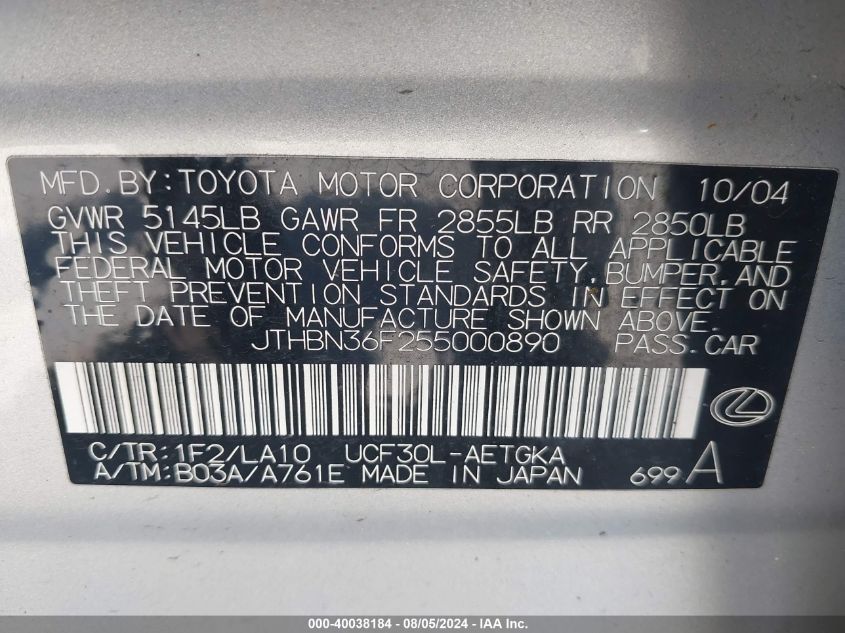 MFD. BY: TOYOTA MOTOR CORPORATION 10/04
GVWR 5145LB GAWR FR 2855LB RR 2850LB
THIS VEHICLE CONFORMS TO ALL APPLICABLE
FEDERAL MOTOR VEHICLE SAFETY, BUMPER, AND
THEFT PREVENTION STANDARDS IN EFFECT ON
THE DATE OF MANUFACTURE SHOWN ABOVE.
JTHBN36F255000890 PASS. CAR
C/TR: 1F2/LA10 UCF30L-AETGKA
A/TM: B03A/A761E MADE IN JAPAN 699 A
000-40038184 - 08/05/2024 - IAA Inc.